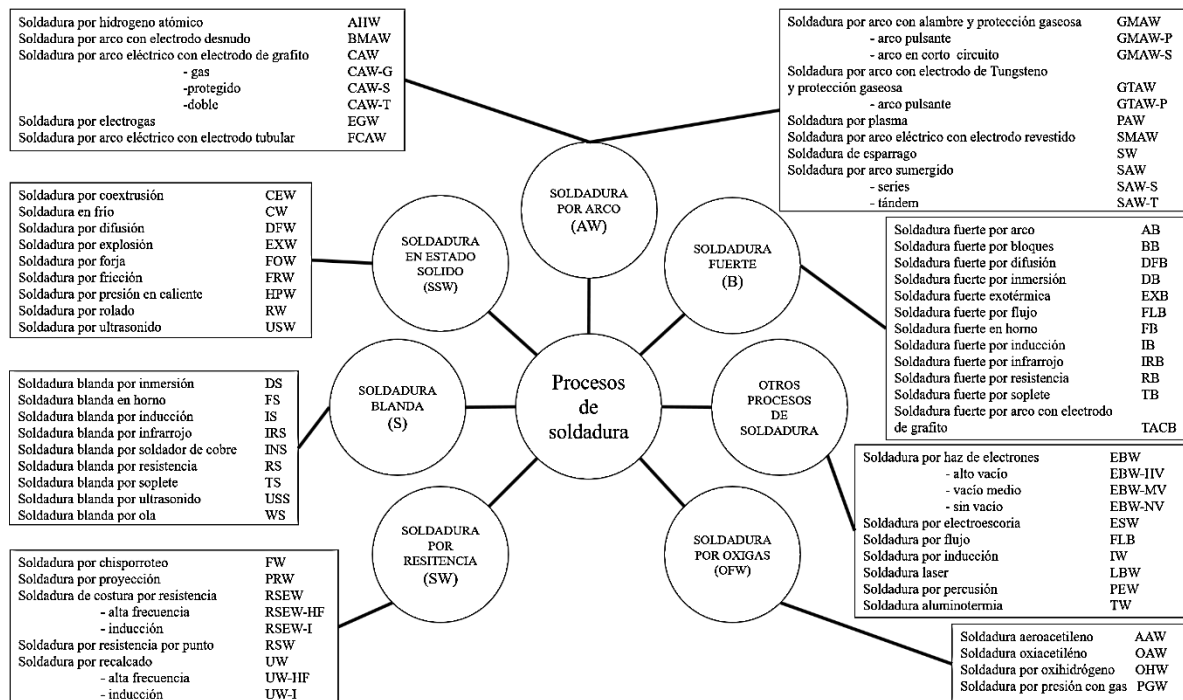 Soldadura por hidrogeno atómico AHW
Soldadura por arco con electrodo desnudo BMAW
Soldadura por arco eléctrico con electrodo de grafito CAW
- gas CAW-G
-protegido CAW-S
-doble CAW-T
Soldadura por electrogas EGW
Soldadura por arco eléctrico con electrodo tubular FCAW
Soldadura por arco con alambre y protección gaseosa GMAW
- arco pulsante GMAW-P
- arco en corto circuito GMAW-S
Soldadura por arco con electrodo de Tungsteno
y protección gaseosa GTAW
- arco pulsante GTAW-P
Soldadura por plasma PAW
Soldadura por arco eléctrico con electrodo revestido SMAW
Soldadura de esparrago SW
Soldadura por arco sumergido SAW
- series SAW-S
- tándem SAW-T
SOLDADURA
POR ARCO
(AW)
Soldadura por coextrusión CEW
Soldadura en frio CW
Soldadura por difusión DFW
Soldadura por explosión EXW
Soldadura por forja FOW
Soldadura por fricción FRW
Soldadura por presión en caliente HPW
Soldadura por rolado RW
Soldadura por ultrasonido USW
SOLDADURA
EN ESTADO
SOLIDO
(SSW)
SOLDADURA
FUERTE
(B)
Soldadura fuerte por arco AB
Soldadura fuerte por bloques BB
Soldadura fuerte por difusión DFB
Soldadura fuerte por inmersión DB
Soldadura fuerte exotérmica EXB
Soldadura fuerte por flujo FLB
Soldadura fuerte en horno FB
Soldadura fuerte por inducción IB
Soldadura fuerte por infrarrojo IRB
Soldadura fuerte por resistencia RB
Soldadura fuerte por soplete TB
Soldadura fuerte por arco con electrodo
de grafito TACB
Soldadura blanda por inmersión DS
Soldadura blanda en horno FS
Soldadura blanda por inducción IS
Soldadura blanda por infrarrojo IRS
Soldadura blanda por soldador de cobre INS
Soldadura blanda por resistencia RS
Soldadura blanda por soplete TS
Soldadura blanda por ultrasonido USS
Soldadura blanda por ola WS
SOLDADURA
BLANDA
(S)
Procesos
de
soldadura
OTROS
PROCESOS
DE
SOLDADURA
Soldadura por haz de electrones EBW
- alto vacío EBW-HV
- vacío medio EBW-MV
- sin vacío EBW-NV
Soldadura por electroescoria ESW
Soldadura por flujo FLB
Soldadura por inducción IW
Soldadura laser LBW
Soldadura por percusión PEW
Soldadura aluminotermia TW
Soldadura por chisporroteo FW
Soldadura por proyección PRW
Soldadura de costura por resistencia RSEW
- alta frecuencia RSEW-HF
- inducción RSEW-I
Soldadura por resistencia por punto RSW
Soldadura por recalcado UW
- alta frecuencia UW-HF
- inducción UW-I
SOLDADURA
POR
RESITENCIA
(SW)
SOLDADURA
POR OXIGAS
(OFW)
Soldadura aeroacetileno AAW
Soldadura oxiacetiléno OAW
Soldadura por oxihidrógeno OHW
Soldadura por presión con gas PGW